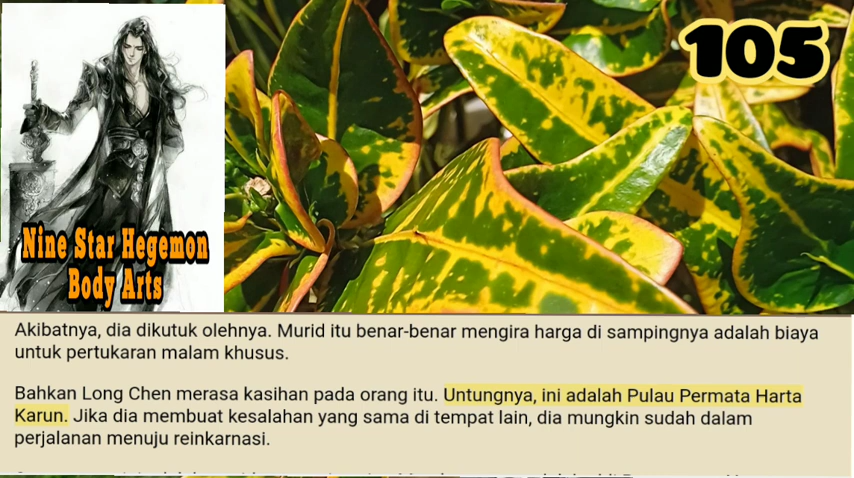 105
Nine Star Hegemon
Body Arts
Akibatnya, dia dikutuk olehnya. Murid itu benar-benar mengira harga di sampingnya adalah biaya
untuk pertukaran malam khusus.
Bahkan Long Chen merasa kasihan pada orang itu. Untungnya, ini adalah Pulau Permata Harta
Karun. Jika dia membuat kesalahan yang sama di tempat lain, dia mungkin sudah dalam
perjalanan menuju reinkarnasi.